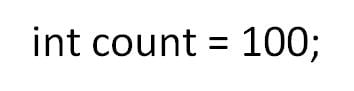 int count = 100;